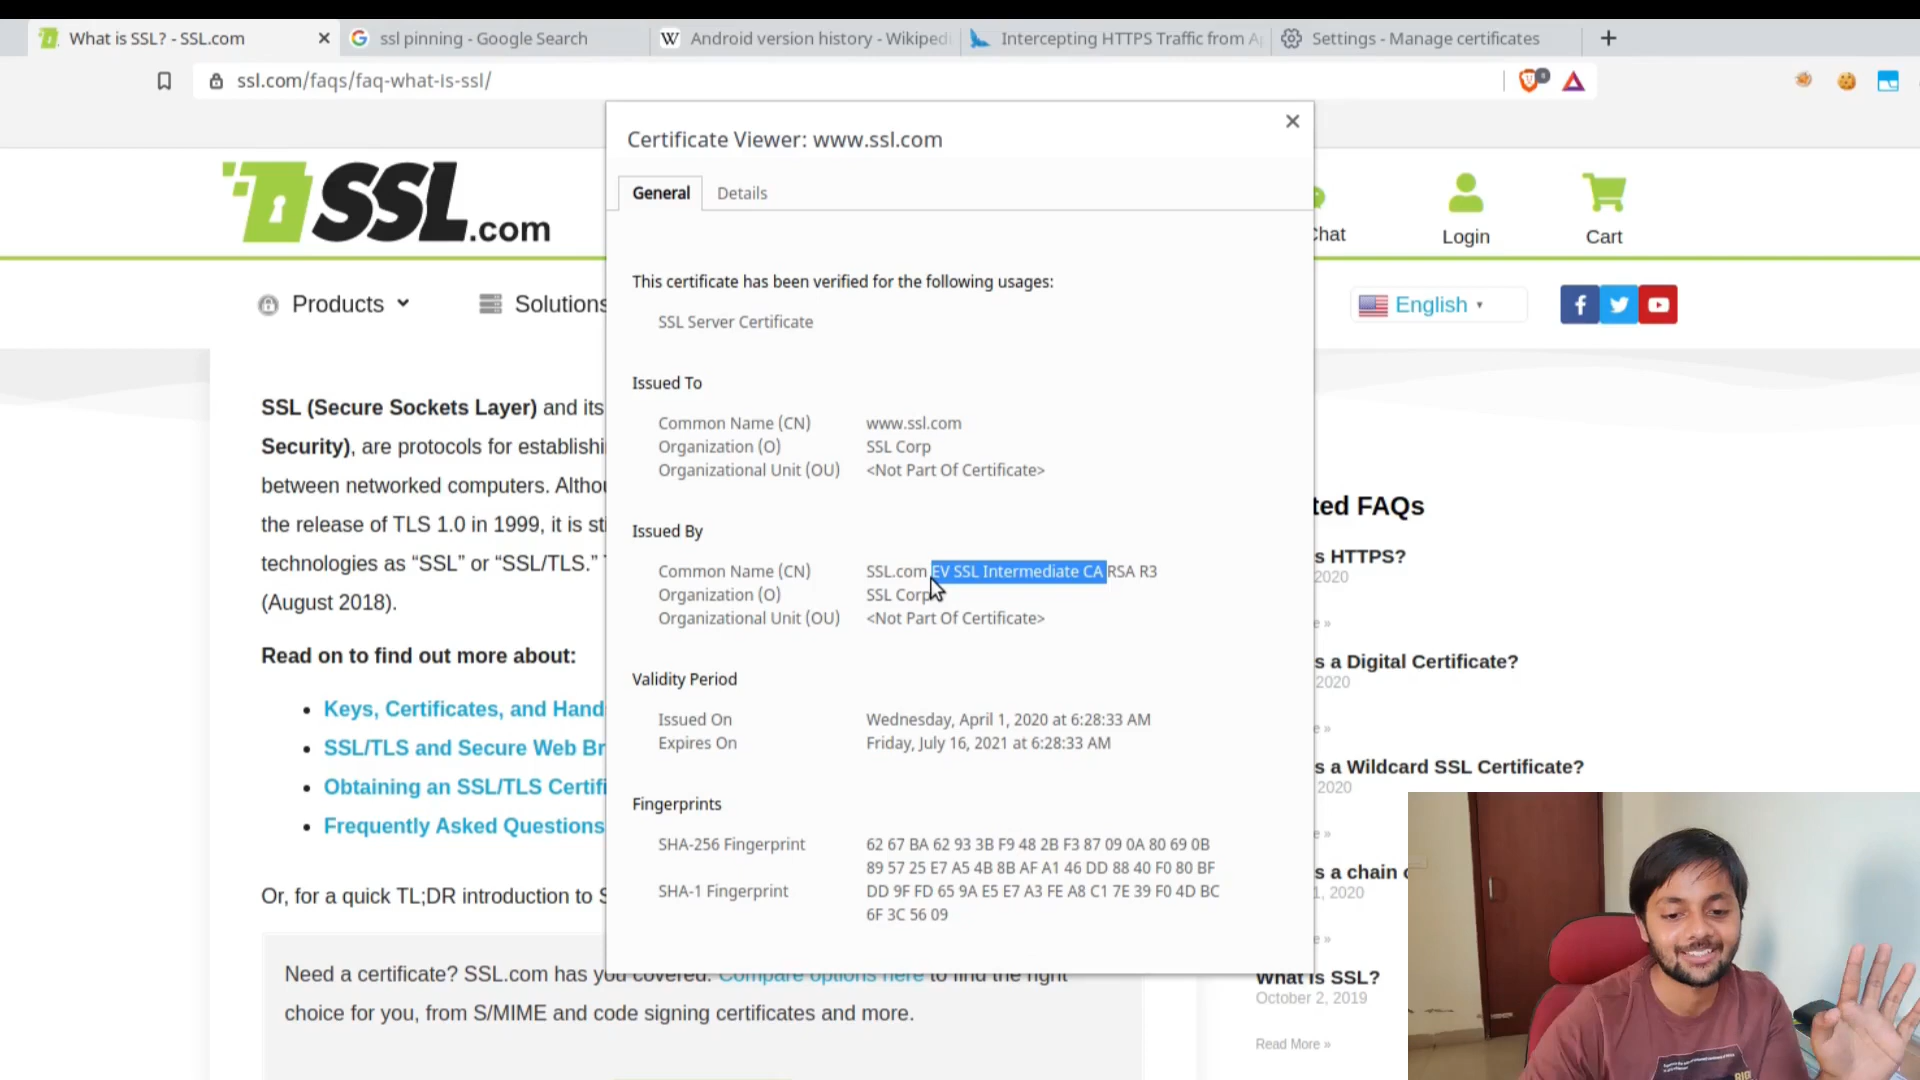 What is SSL? - SSL.com
ssl pinning - Google Search
W Android version history - Wikiped
Intercepting HTTPS Traffic from A
Settings - Manage certificates
ssl.com/faqs/faq-what-is-ssl/
Certificate Viewer: www.ssl.com
General
Details
SSL.com
Chat
Login
Cart
Products
Solutions
English
This certificate has been verified for the following usages:
SSL Server Certificate
Issued To
Common Name (CN) www.ssl.com
Organization (O) SSL Corp
Organizational Unit (OU) <Not Part Of Certificate>
Issued By
Common Name (CN) SSL.com EV SSL Intermediate CA RSA R3
Organization (O) SSL Corp
Organizational Unit (OU) <Not Part Of Certificate>
Validity Period
Issued On Wednesday, April 1, 2020 at 6:28:33 AM
Expires On Friday, July 16, 2021 at 6:28:33 AM
Fingerprints
SHA-256 Fingerprint 62 67 BA 62 93 3B F9 48 2B F3 87 09 0A 80 69 0B
89 57 25 E7 A5 4B 8B AF A1 46 DD 88 40 F0 80 BF
SHA-1 Fingerprint DD 9F FD 65 9A E5 E7 A3 FE A8 C1 7E 39 F0 4D BC
6F 3C 56 09
SSL (Secure Sockets Layer) and its
Security), are protocols for establishi
between networked computers. Althou
the release of TLS 1.0 in 1999, it is sti
technologies as “SSL” or “SSL/TLS.”
(August 2018).
Read on to find out more about:
Keys, Certificates, and Hand
SSL/TLS and Secure Web Br
Obtaining an SSL/TLS Certifi
Frequently Asked Questions
Or, for a quick TL;DR introduction to S
Need a certificate? SSL.com has you covered. Compare options here to find the right
choice for you, from S/MIME and code signing certificates and more.
ted FAQs
s HTTPS?
2020
e »
s a Digital Certificate?
2020
e »
s a Wildcard SSL Certificate?
2020
e »
s a chain
1, 2020
e »
What is SSL?
October 2, 2019
Read More »